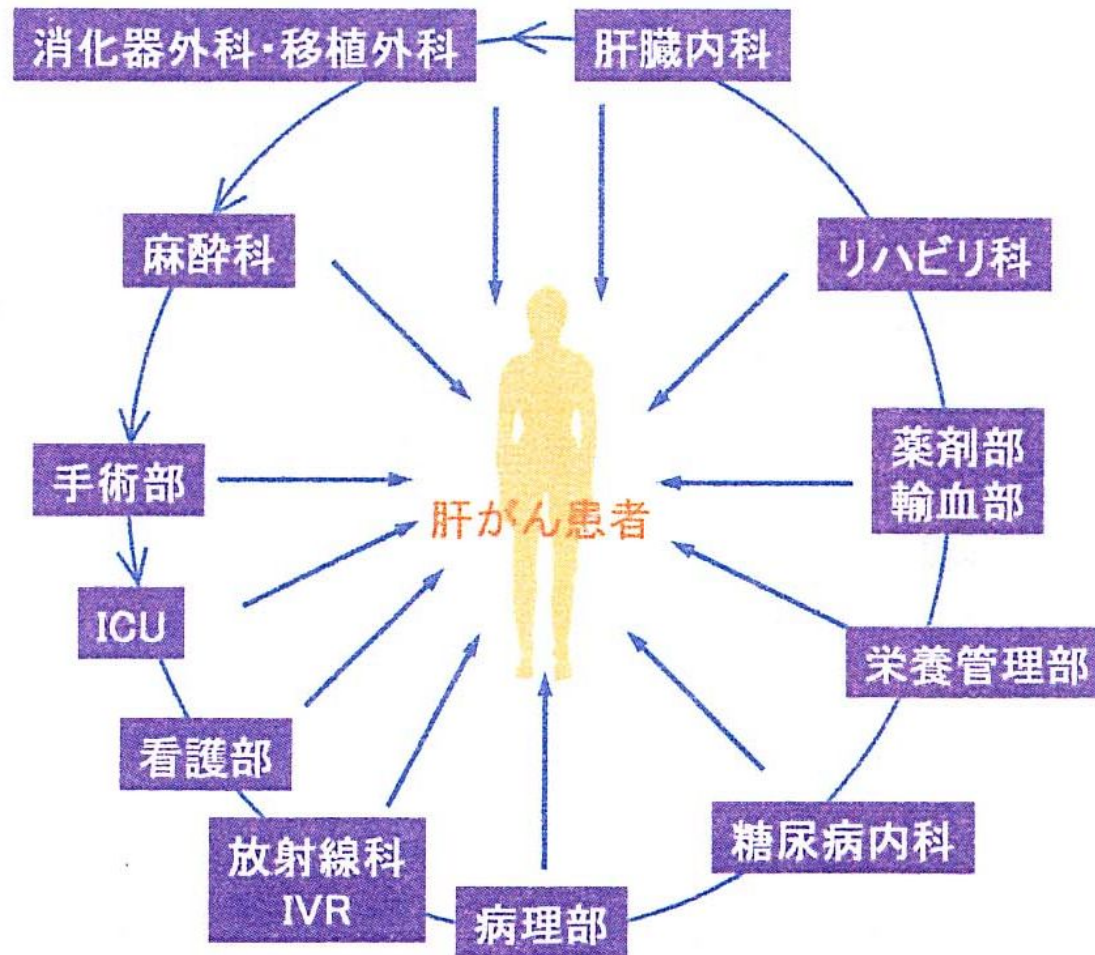 消化器外科・移植外科
肝臓内科
麻酔科
リハビリ科
手術部
薬剤部
輸血部
肝がん患者
ICU
栄養管理部
看護部
糖尿病内科
放射線科
IVR
病理部